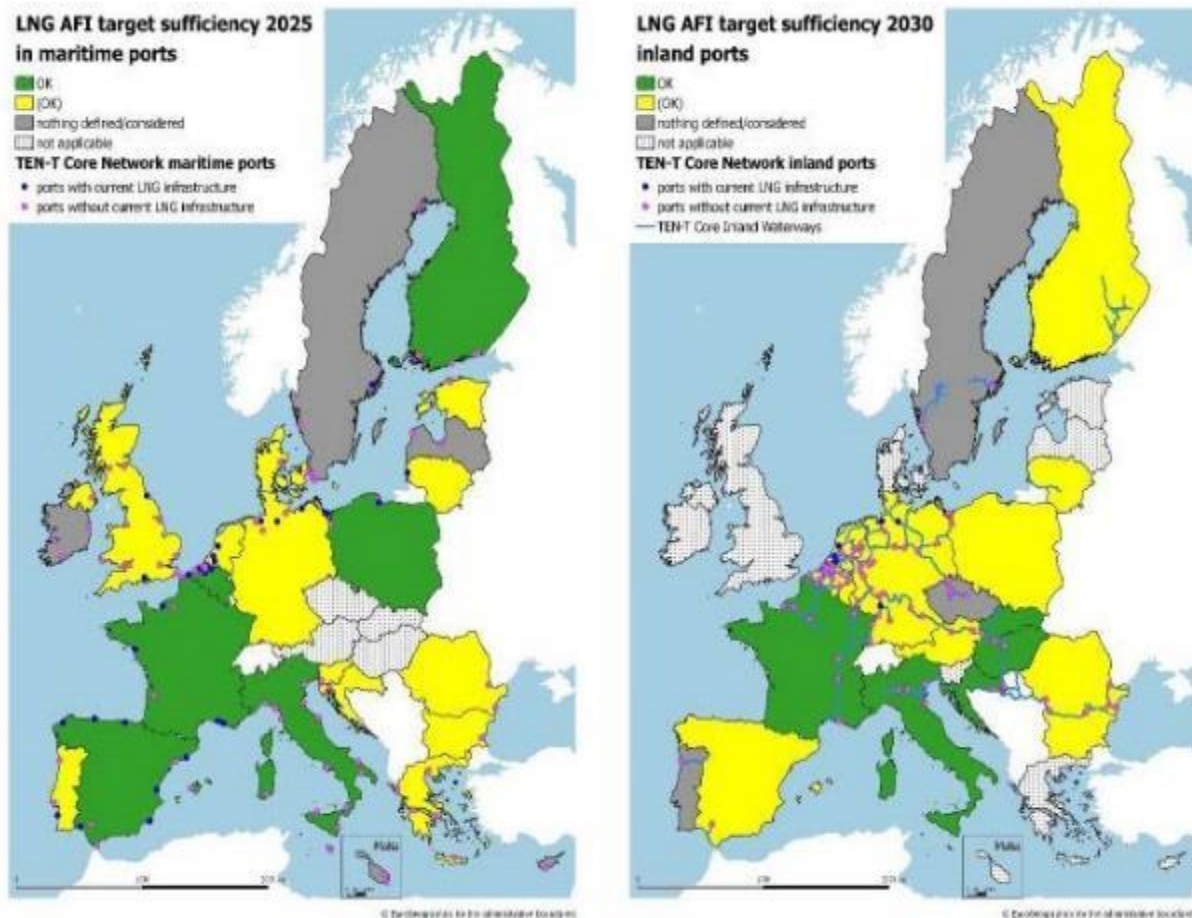 LNG AFI target sufficiency 2025
in maritime ports
OK
(OK)
nothing defined/considered
not applicable
TEN-T Core Network maritime ports
ports with current LNG infrastructure
ports without current LNG infrastructure
Malta
LNG AFI target sufficiency 2030
inland ports
OK
(OK)
nothing defined/considered
not applicable
TEN-T Core Network inland ports
ports with current LNG infrastructure
ports without current LNG infrastructure
TEN-T Core Inland Waterways
Malta